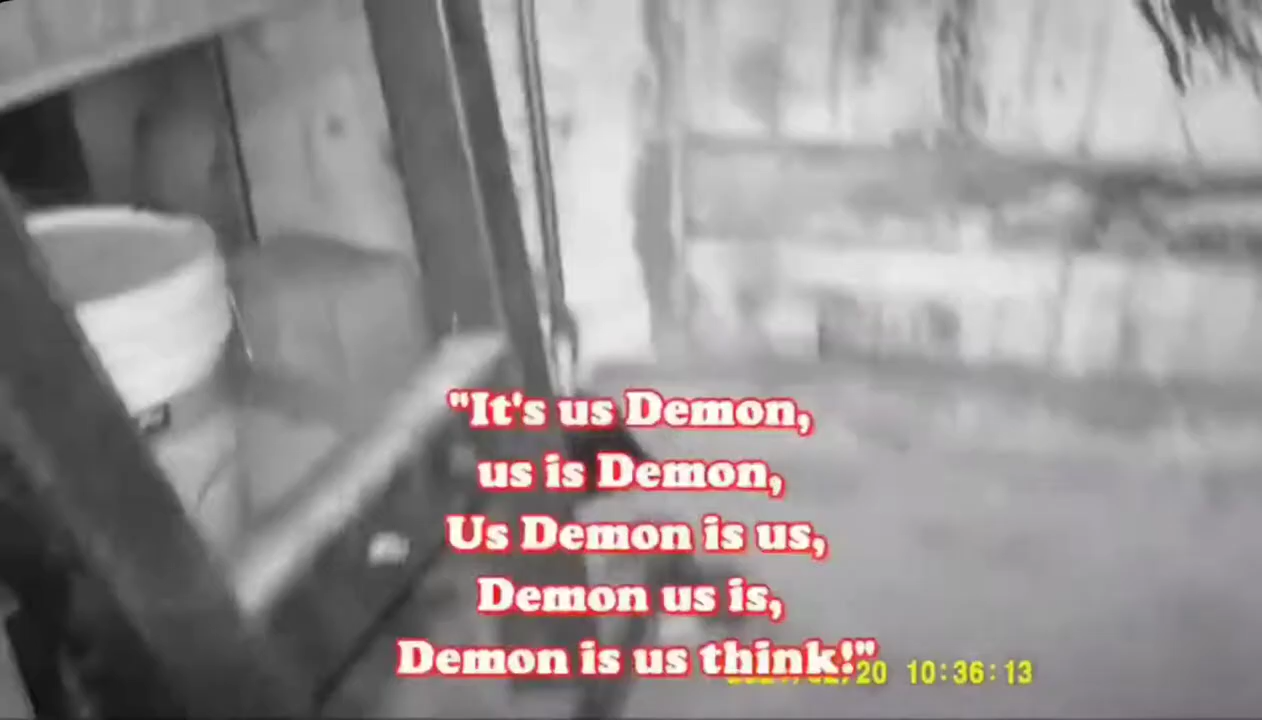 "It's us Demon,
us is Demon,
Us Demon is us,
Demon us is,
Demon is us think!"
20 10:36:13